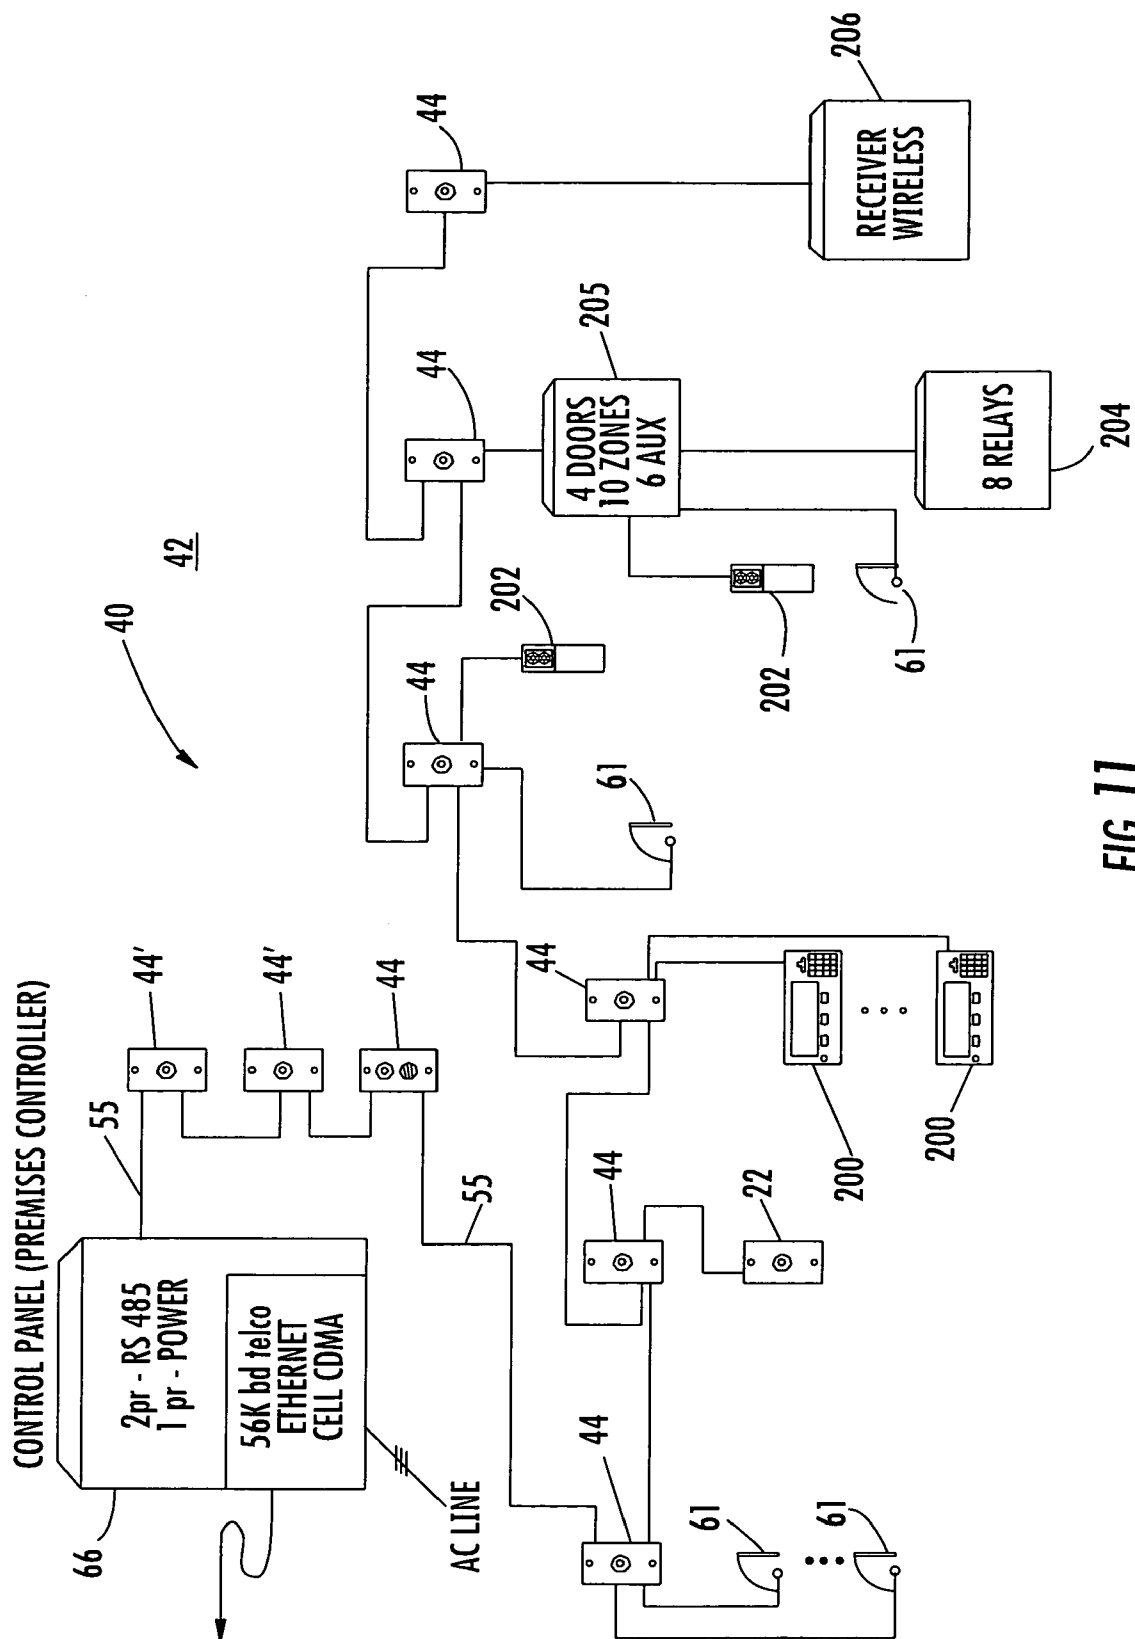 CONTROL PANEL (PREMISES CONTROLLER)
66
55
44'
40
42
2pr - RS 485
1 pr - POWER
44'
56K bd telco
ETHERNET
CELL CDMA
44
AC LINE
55
44
44
44
44
44
44
202
61
4 DOORS
10 ZONES
6 AUX
205
61
61
22
200
200
202
61
RECEIVER
WIRELESS
206
8 RELAYS
204
FIG. 11